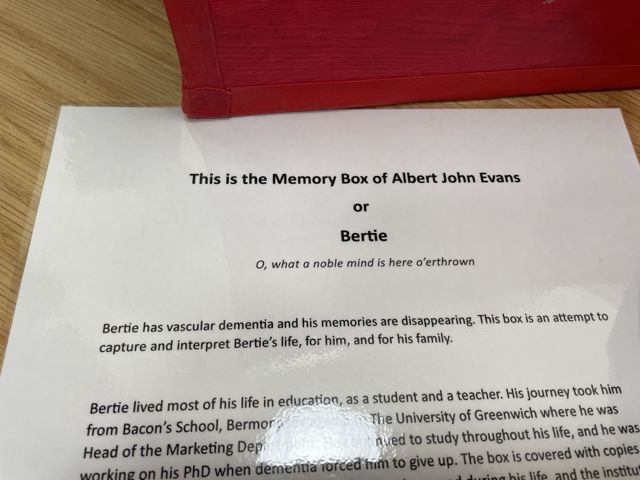 This is the Memory Box of Albert John Evans
or
Bertie
O, what a noble mind is here o'erthrown
Bertie has vascular dementia and his memories are disappearing. This box is an attempt to
capture and interpret Bertie's life, for him, and for his family.
Bertie lived most of his life in education, as a student and a teacher. His journey took him
from Bacon's School, The University of Greenwich where he was
Head of the Marketing to study throughout his life, and he was
working on his PhD when dementia forced him to give up. The box is covered with copies
during his life, and the